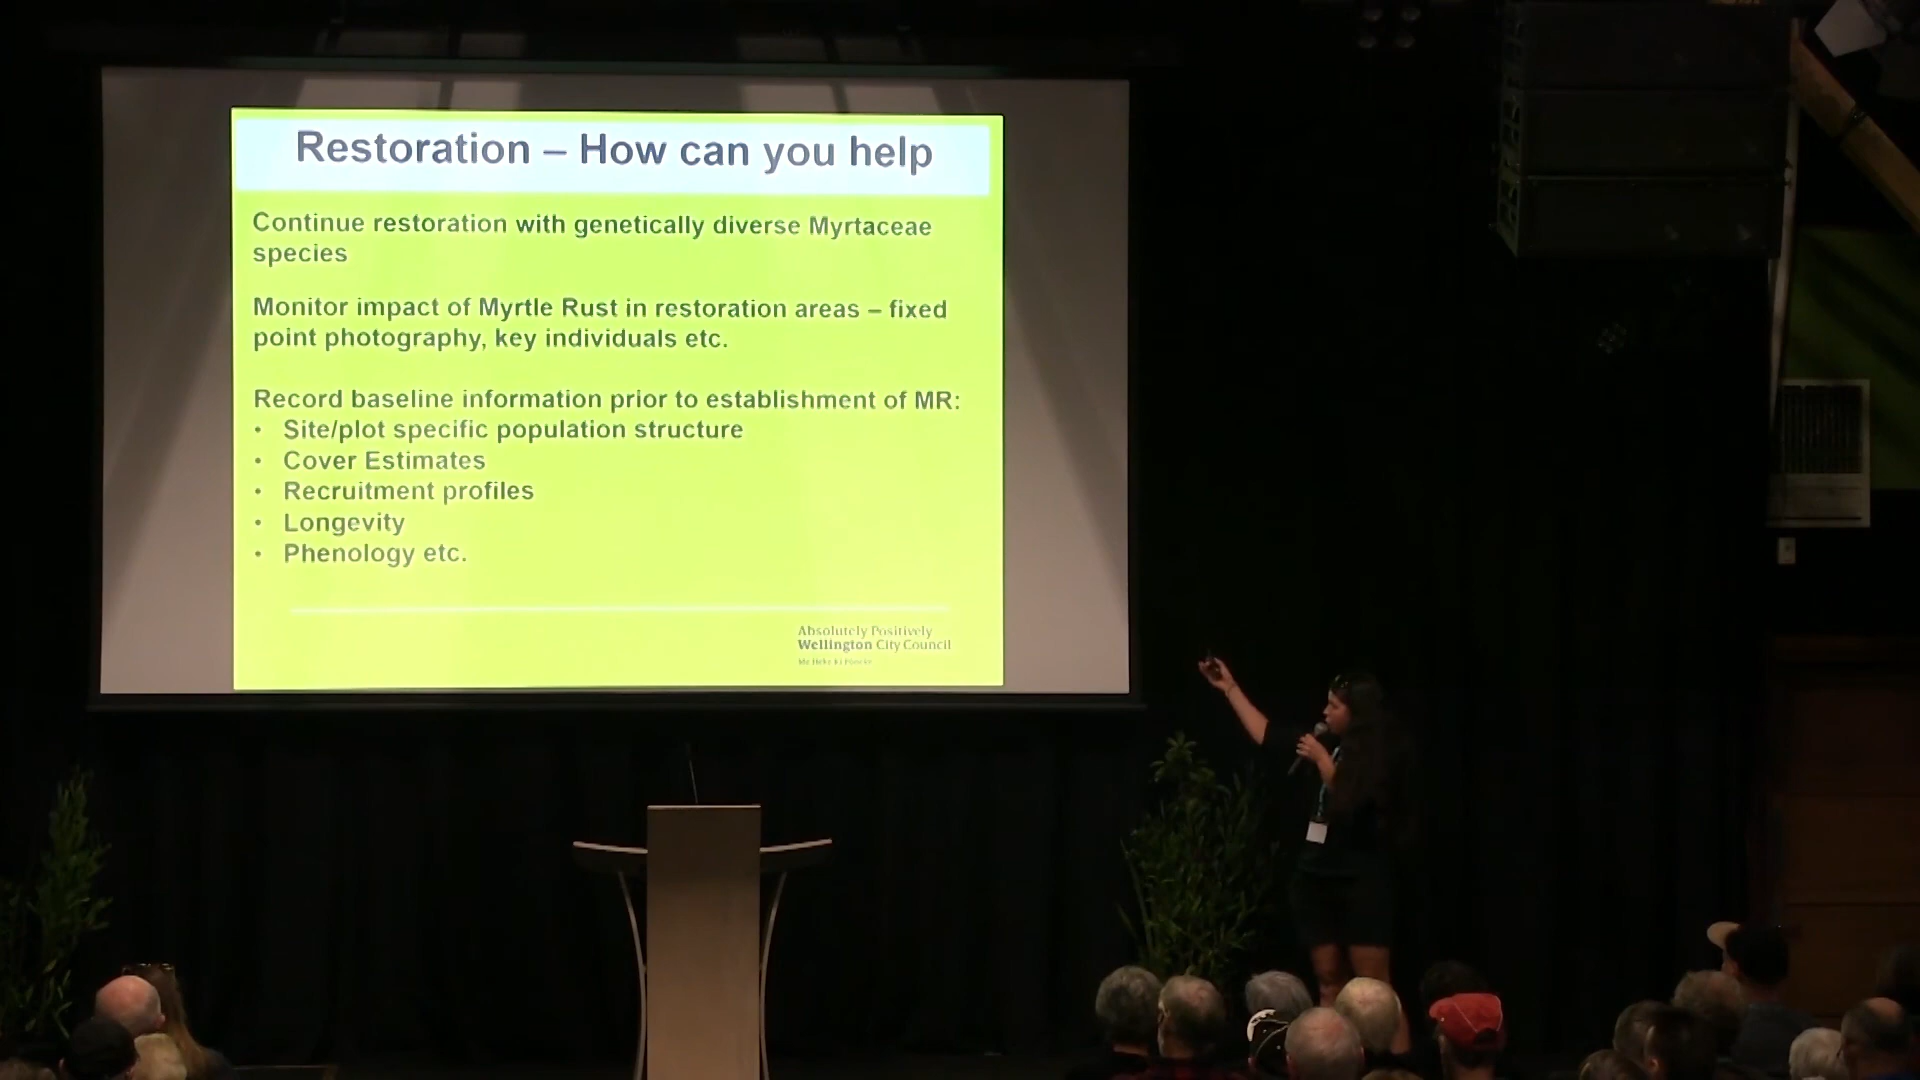 Restoration – How can you help
Continue restoration with genetically diverse Myrtaceae
species
Monitor impact of Myrtle Rust in restoration areas – fixed
point photography, key individuals etc.
Record baseline information prior to establishment of MR:
• Site/plot specific population structure
• Cover Estimates
• Recruitment profiles
• Longevity
• Phenology etc.
Absolutely Positively
Wellington City Council